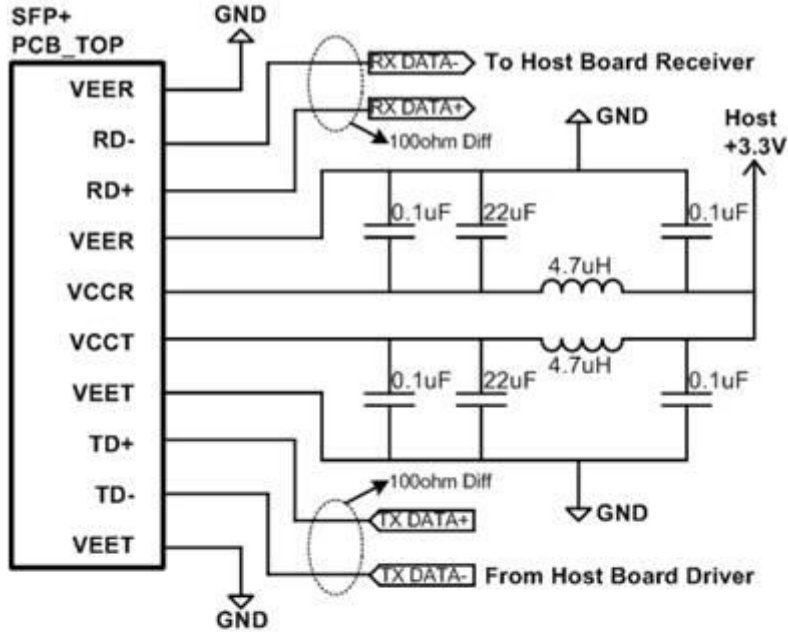 SFP+
PCB_TOP
GND
VEER
RX DATA- To Host Board Receiver
RD-
RX DATA+
100ohm Diff
GND
Host
+3.3V
RD+
VEER
0.1uF 22uF 0.1uF
4.7uH
VCCR
VCCT
4.7uH
VEET
0.1uF 22uF 0.1uF
TD+
100ohm Diff
TD-
TX DATA+
GND
VEET
TX DATA- From Host Board Driver
GND